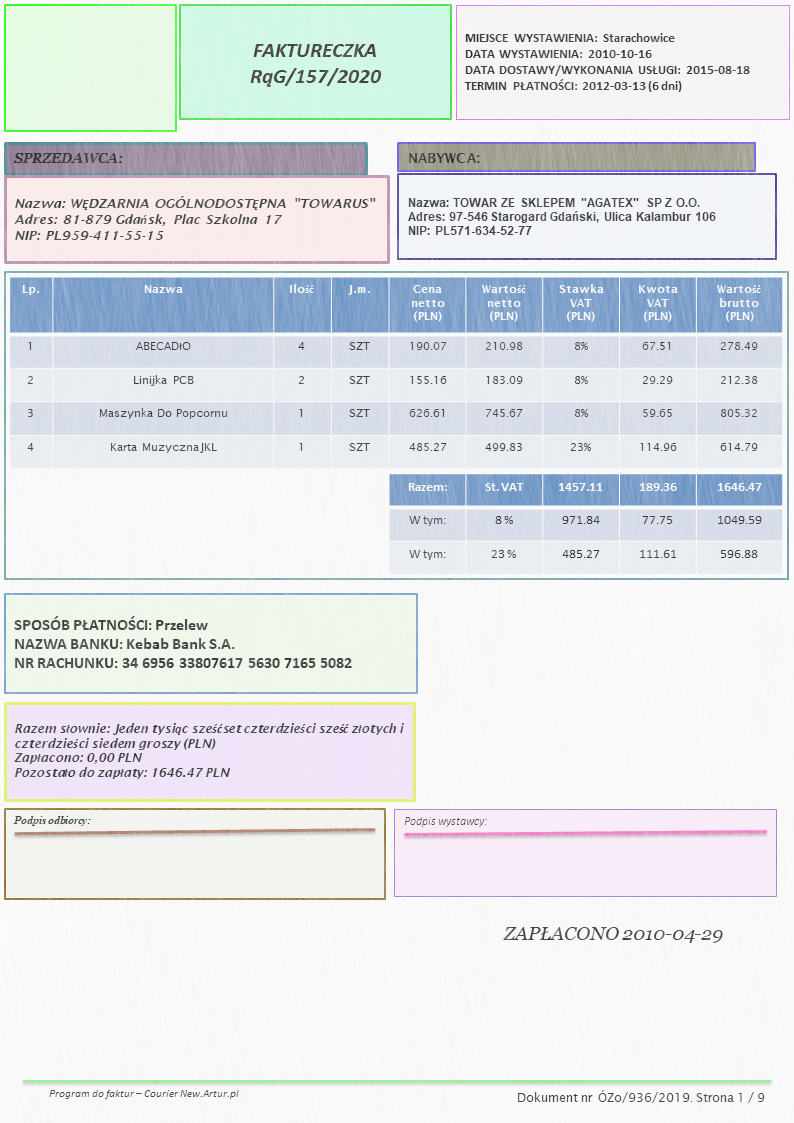 FAKTURECZKA
RąG/157/2020
MIEJSCE WYSTAWIENIA: Starachowice
DATA WYSTAWIENIA: 2010-10-16
DATA DOSTAWY/WYKONANIA USŁUGI: 2015-08-18
TERMIN PŁATNOŚCI: 2012-03-13 (6 dni)
SPRZEDAWCA:
Nazwa: WĘDZARNIA OGÓLNODOSTĘPNA "TOWARUS"
Adres: 81-879 Gdańsk, Plac Szkolna 17
NIP: PL959-411-55-15
NABYWCA:
Nazwa: TOWAR ZE SKLEPEM "AGATEX" SP Z O.O.
Adres: 97-546 Starogard Gdański, Ulica Kalambur 106
NIP: PL571-634-52-77
Lp. Nazwa Ilość J.m. Cena netto (PLN) Wartość netto (PLN) Stawka VAT (PLN) Kwota VAT (PLN) Wartość brutto (PLN)
1 ABECADŁO 4 SZT 190.07 210.98 8% 67.51 278.49
2 Linijka PCB 2 SZT 155.16 183.09 8% 29.29 212.38
3 Maszynka Do Popcornu 1 SZT 626.61 745.67 8% 59.65 805.32
4 Karta Muzyczna JKL 1 SZT 485.27 499.83 23% 114.96 614.79
Razem: St. VAT 1457.11 189.36 1646.47
W tym: 8 % 971.84 77.75 1049.59
W tym: 23 % 485.27 111.61 596.88
SPOSÓB PŁATNOŚCI: Przelew
NAZWA BANKU: Kebab Bank S.A.
NR RACHUNKU: 34 6956 33807617 5630 7165 5082
Razem słownie: Jeden tysiąc sześćset czterdzieści sześć złotych i
czterdzieści siedem groszy (PLN)
Zapłacono: 0,00 PLN
Pozostało do zapłaty: 1646.47 PLN
Podpis odbiorcy:
Podpis wystawcy:
ZAPŁACONO 2010-04-29
Program do faktur – Courier New.Artur.pl
Dokument nr ÓZo/936/2019. Strona 1 / 9